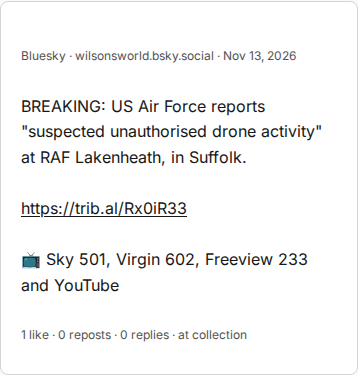 Bluesky · wilsonsworld.bsky.social · Nov 13, 2026
BREAKING: US Air Force reports
"suspected unauthorised drone activity"
at RAF Lakenheath, in Suffolk.
https://trib.al/Rx0iR33
📺 Sky 501, Virgin 602, Freeview 233
and YouTube
1 like · 0 reposts · 0 replies · at collection